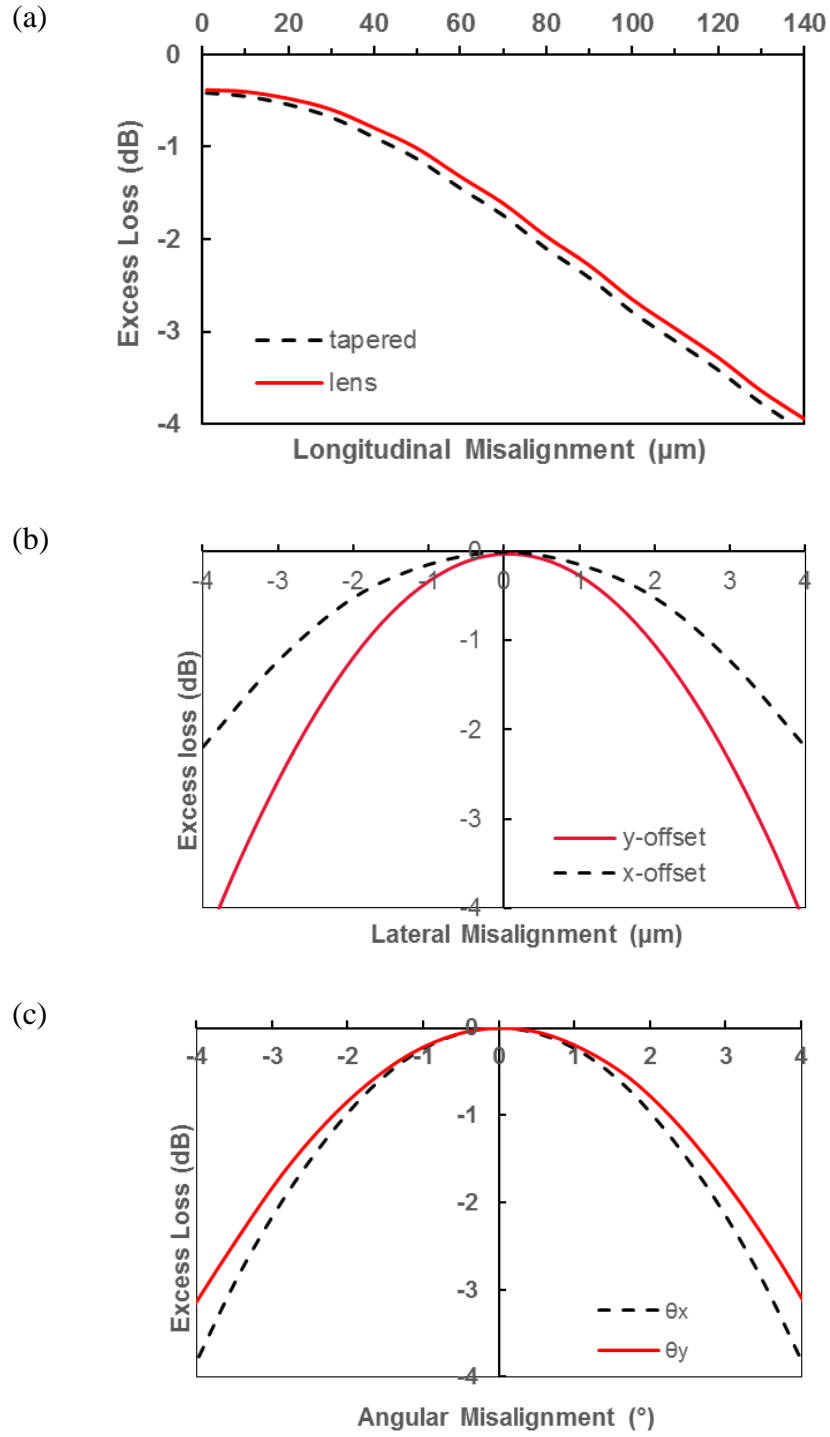 (a)
0 20 40 60 80 100 120 140
0
-1
-2
-3
-4
Excess Loss (dB)
tapered
lens
Longitudinal Misalignment (µm)
(b)
0
-4 -3 -2 -1 0 1 2 3 4
-1
-2
-3
-4
Excess loss (dB)
y-offset
x-offset
Lateral Misalignment (µm)
(c)
0
-4 -3 -2 -1 0 1 2 3 4
-1
-2
-3
-4
Excess Loss (dB)
θx
θy
Angular Misalignment (°)